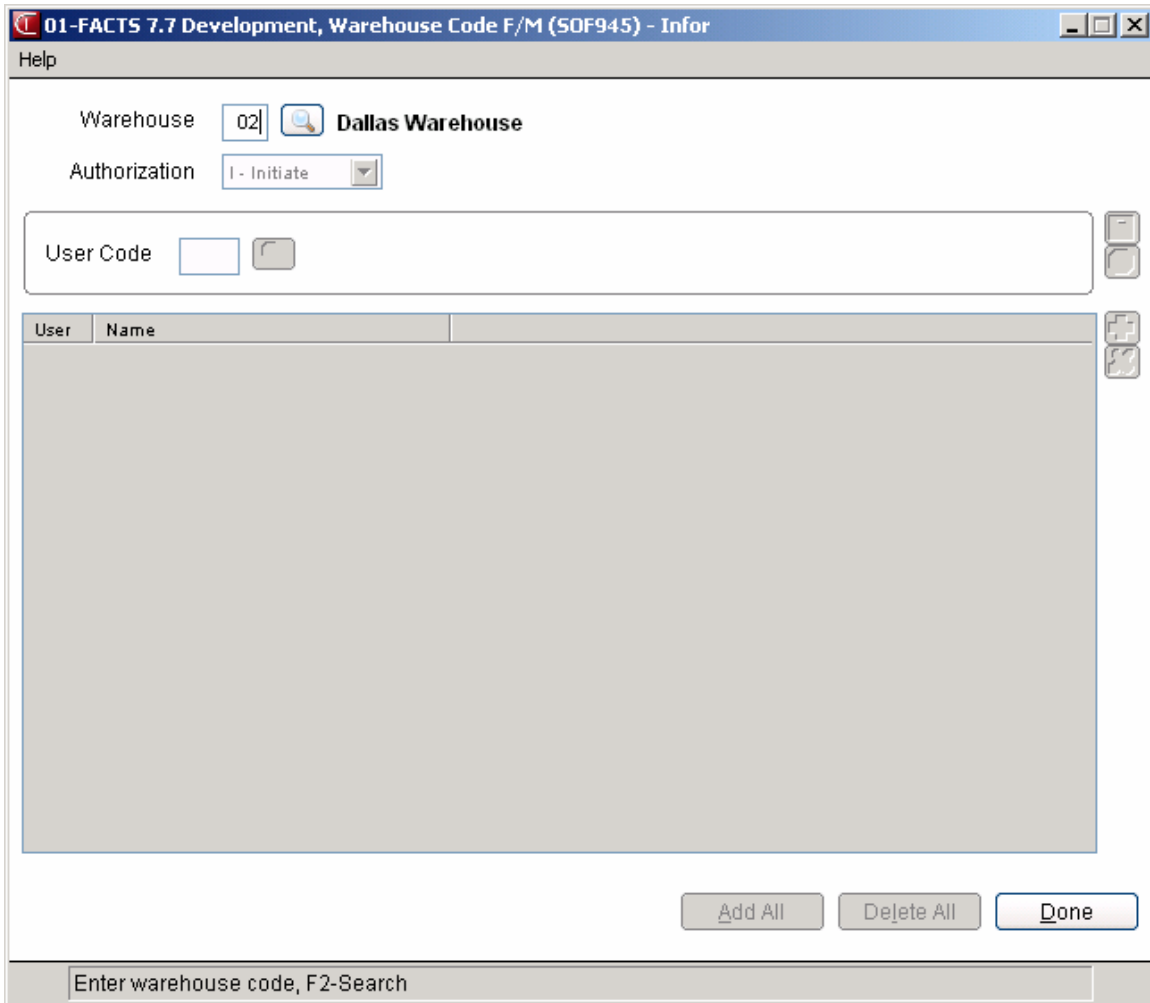 01-FACTS 7.7 Development, Warehouse Code F/M (SOF945) - Infor
Help
Warehouse 02 Dallas Warehouse
Authorization I - Initiate
User Code
User Name
Add All Delete All Done
Enter warehouse code, F2-Search